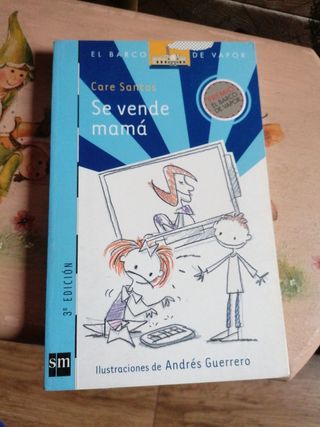 EL BARCO DE VAPOR
Care Santos
Se vende
mamá
PREMIO
EL BARCO
DE VAPOR
3ª EDICIÓN
sm
Ilustraciones de Andrés Guerrero